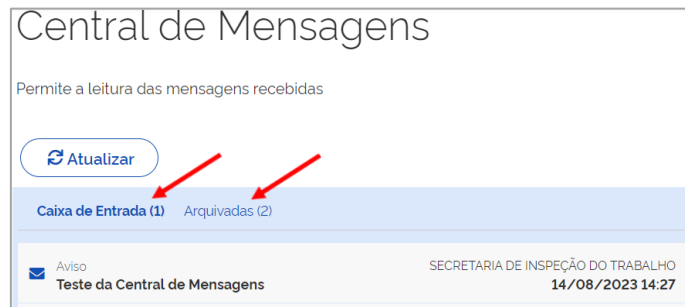 Central de Mensagens
Permite a leitura das mensagens recebidas
Atualizar
Caixa de Entrada (1) Arquivadas (2)
Aviso SECRETARIA DE INSPEÇÃO DO TRABALHO
Teste da Central de Mensagens 14/08/2023 14:27